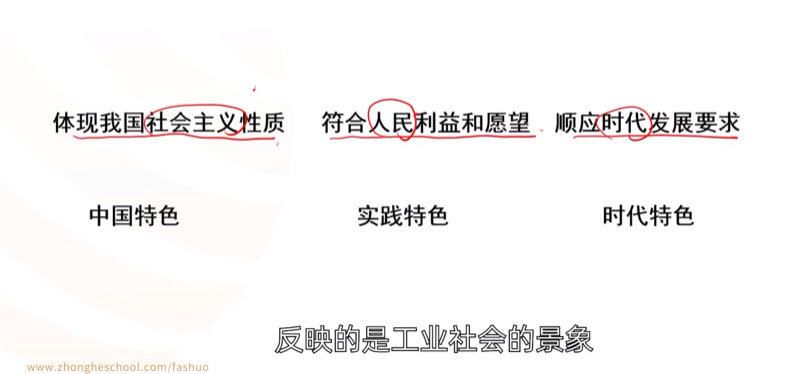 体现我国社会主义性质 符合人民利益和愿望 顺应时代发展要求
中国特色 实践特色 时代特色
反映的是工业社会的景象
www.zhongheschool.com/fashuo